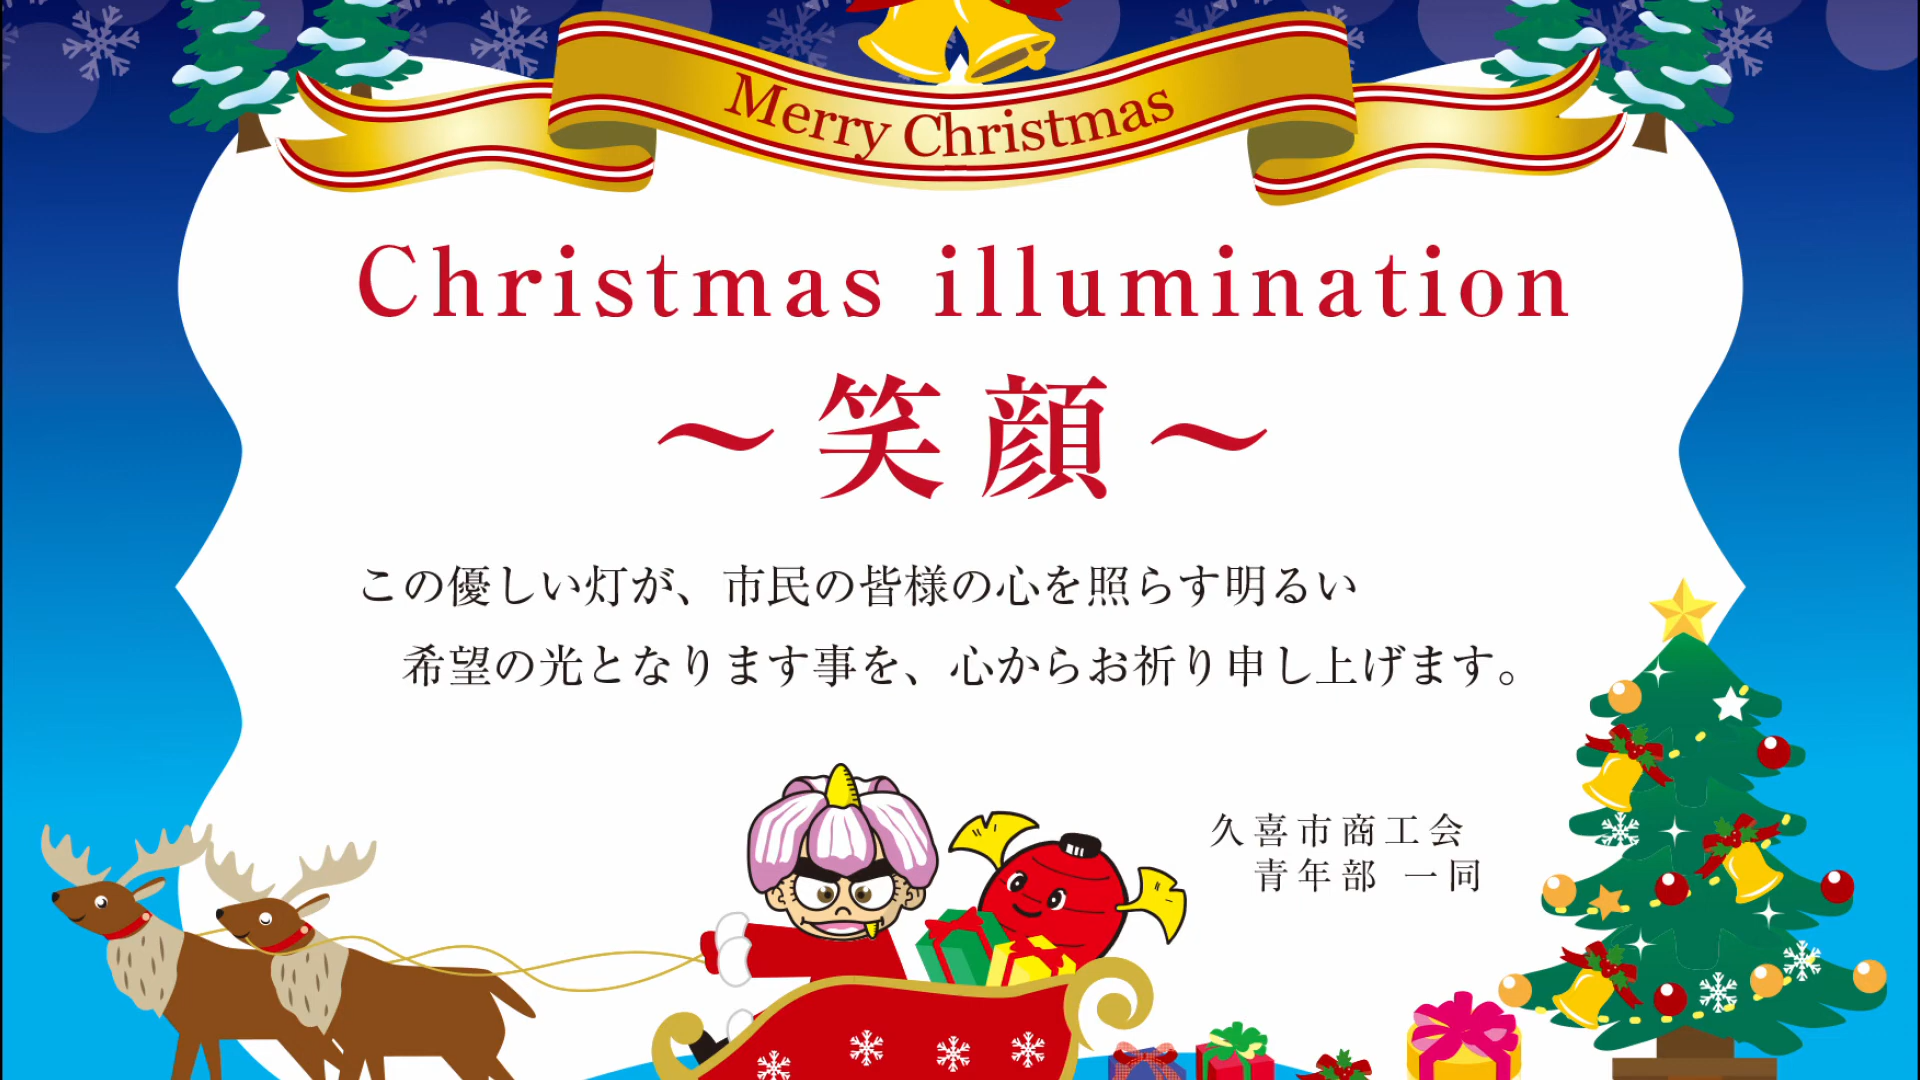 Merry Christmas
Christmas illumination
～笑顔～
この優しい灯が、市民の皆様の心を照らす明るい
希望の光となります事を、心からお祈り申し上げます。
久喜市商工会
青年部 一同